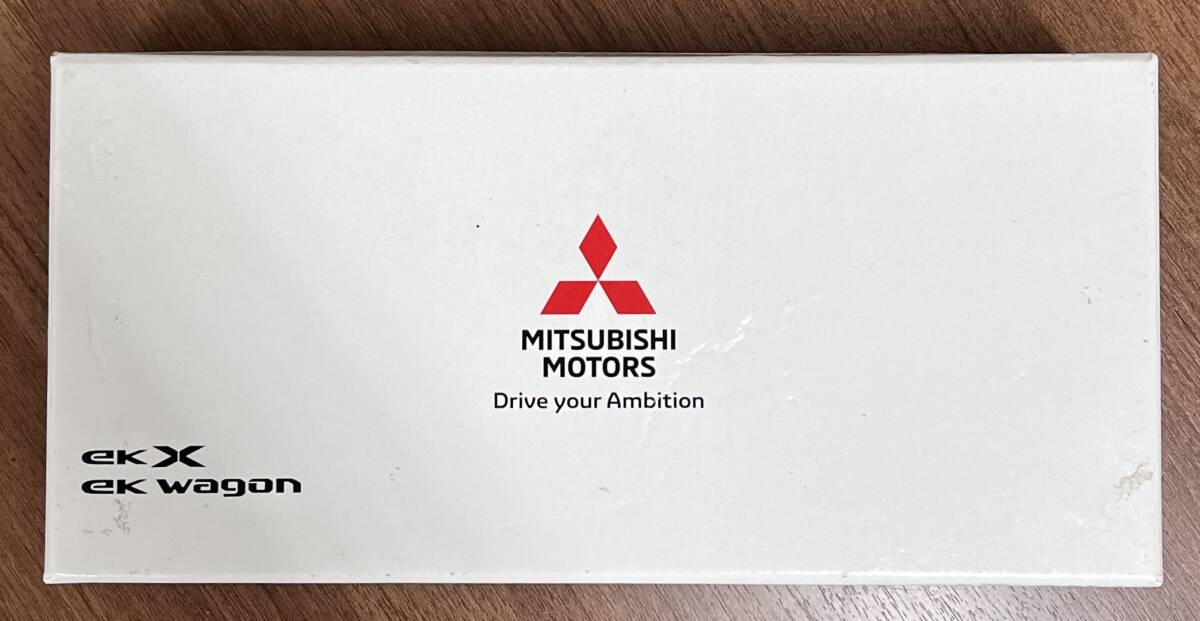 MITSUBISHI
MOTORS
Drive your Ambition
eK X
eK wagon